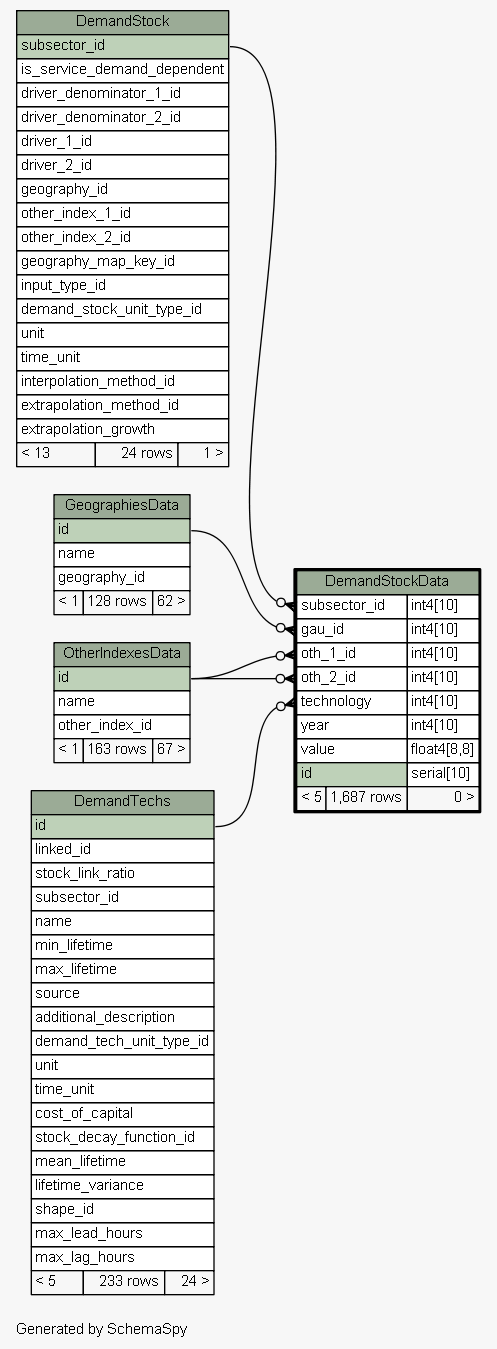 DemandStock
subsector_id
is_service_demand_dependent
driver_denominator_1_id
driver_denominator_2_id
driver_1_id
driver_2_id
geography_id
other_index_1_id
other_index_2_id
geography_map_key_id
input_type_id
demand_stock_unit_type_id
unit
time_unit
interpolation_method_id
extrapolation_method_id
extrapolation_growth
< 13 24 rows 1 >
GeographiesData
id
name
geography_id
< 1 128 rows 62 >
OtherIndexesData
id
name
other_index_id
< 1 163 rows 67 >
DemandTechs
id
linked_id
stock_link_ratio
subsector_id
name
min_lifetime
max_lifetime
source
additional_description
demand_tech_unit_type_id
unit
time_unit
cost_of_capital
stock_decay_function_id
mean_lifetime
lifetime_variance
shape_id
max_lead_hours
max_lag_hours
< 5 233 rows 24 >
DemandStockData
subsector_id int4[10]
gau_id int4[10]
oth_1_id int4[10]
oth_2_id int4[10]
technology int4[10]
year int4[10]
value float4[8,8]
id serial[10]
< 5 1,687 rows 0 >
Generated by SchemaSpy